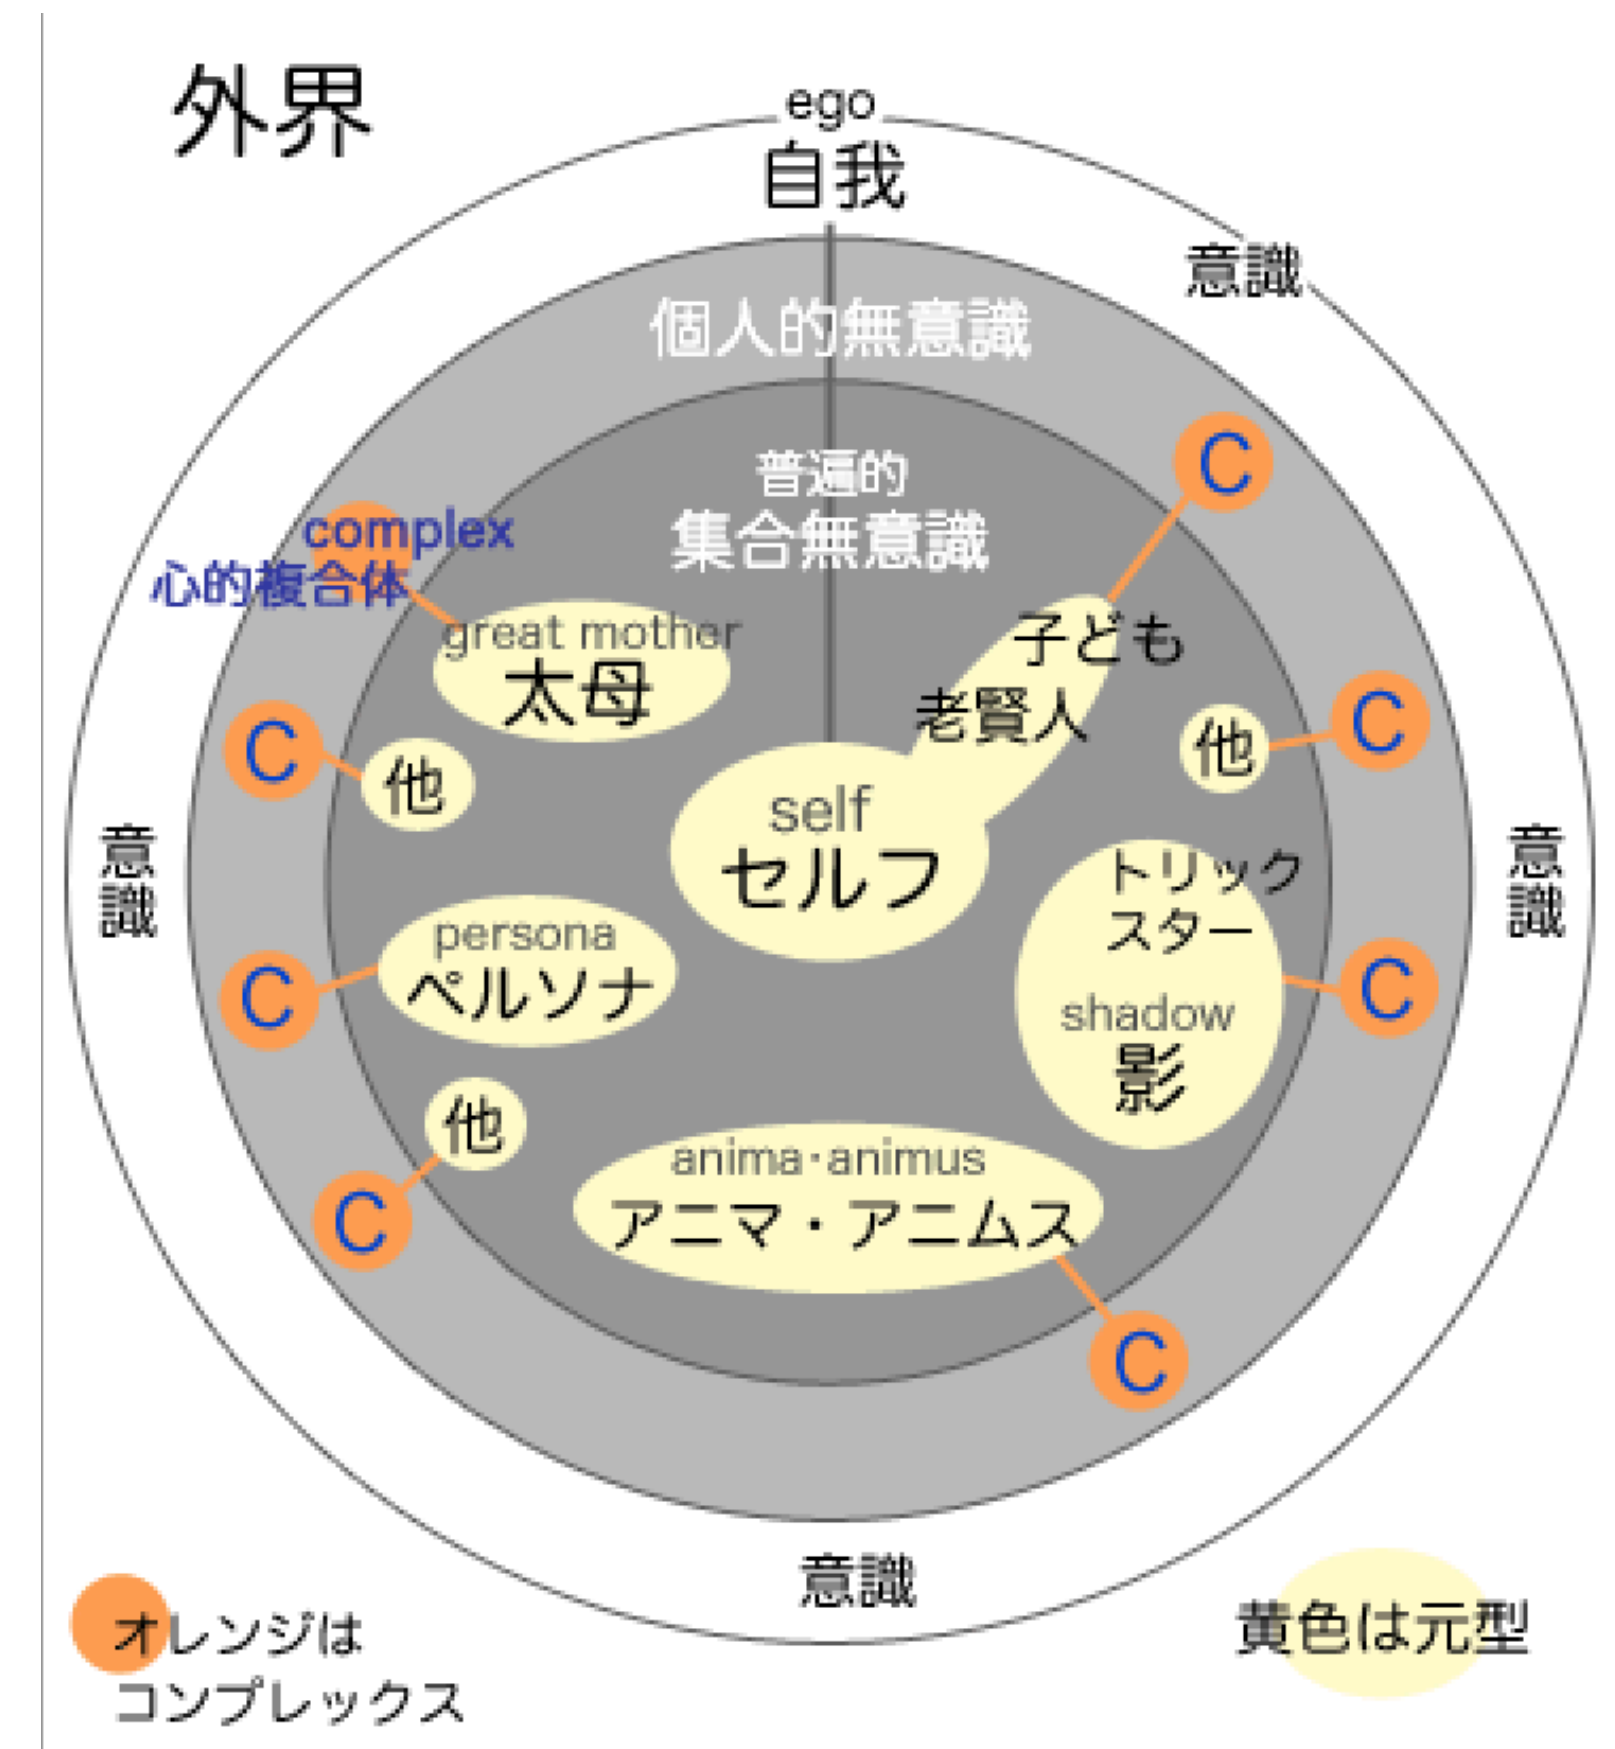 外界
ego
自我
意識
個人的無意識
普遍的
集合無意識
C
complex
心的複合体
great mother
太母
子ども
老賢人
C
他
C
他
self
セルフ
意識
意識
トリック
スター
persona
ペルソナ
C
C
shadow
影
他
C
anima・animus
アニマ・アニムス
C
意識
オレンジは
コンプレックス
黄色は元型